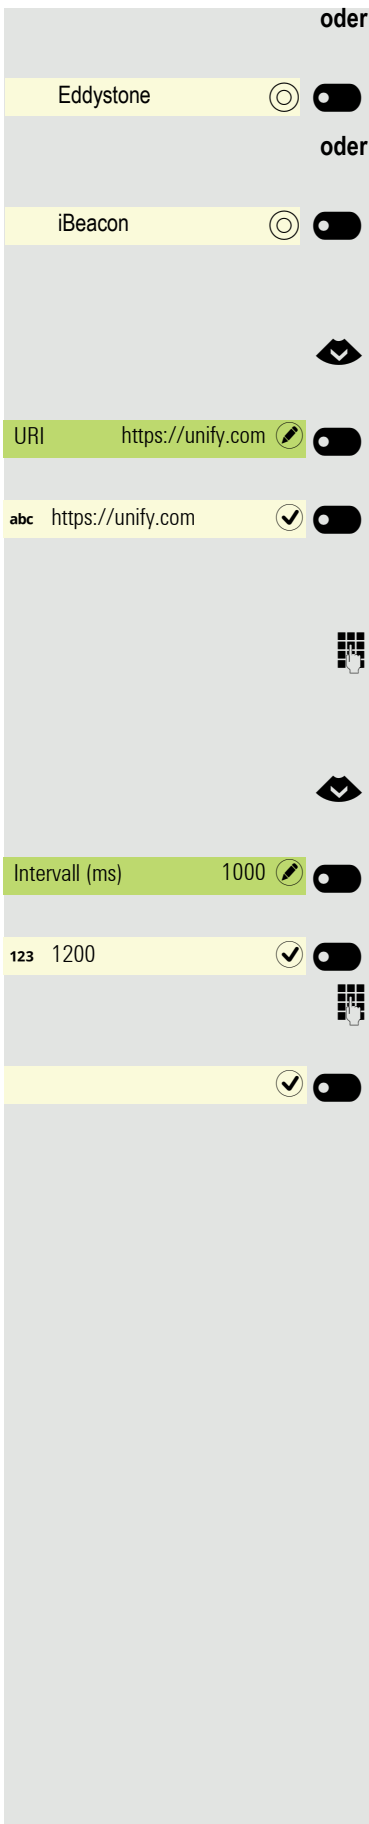 oder
Eddystone
oder
iBeacon
URI https://unify.com
abc https://unify.com
Intervall (ms) 1000
123 1200